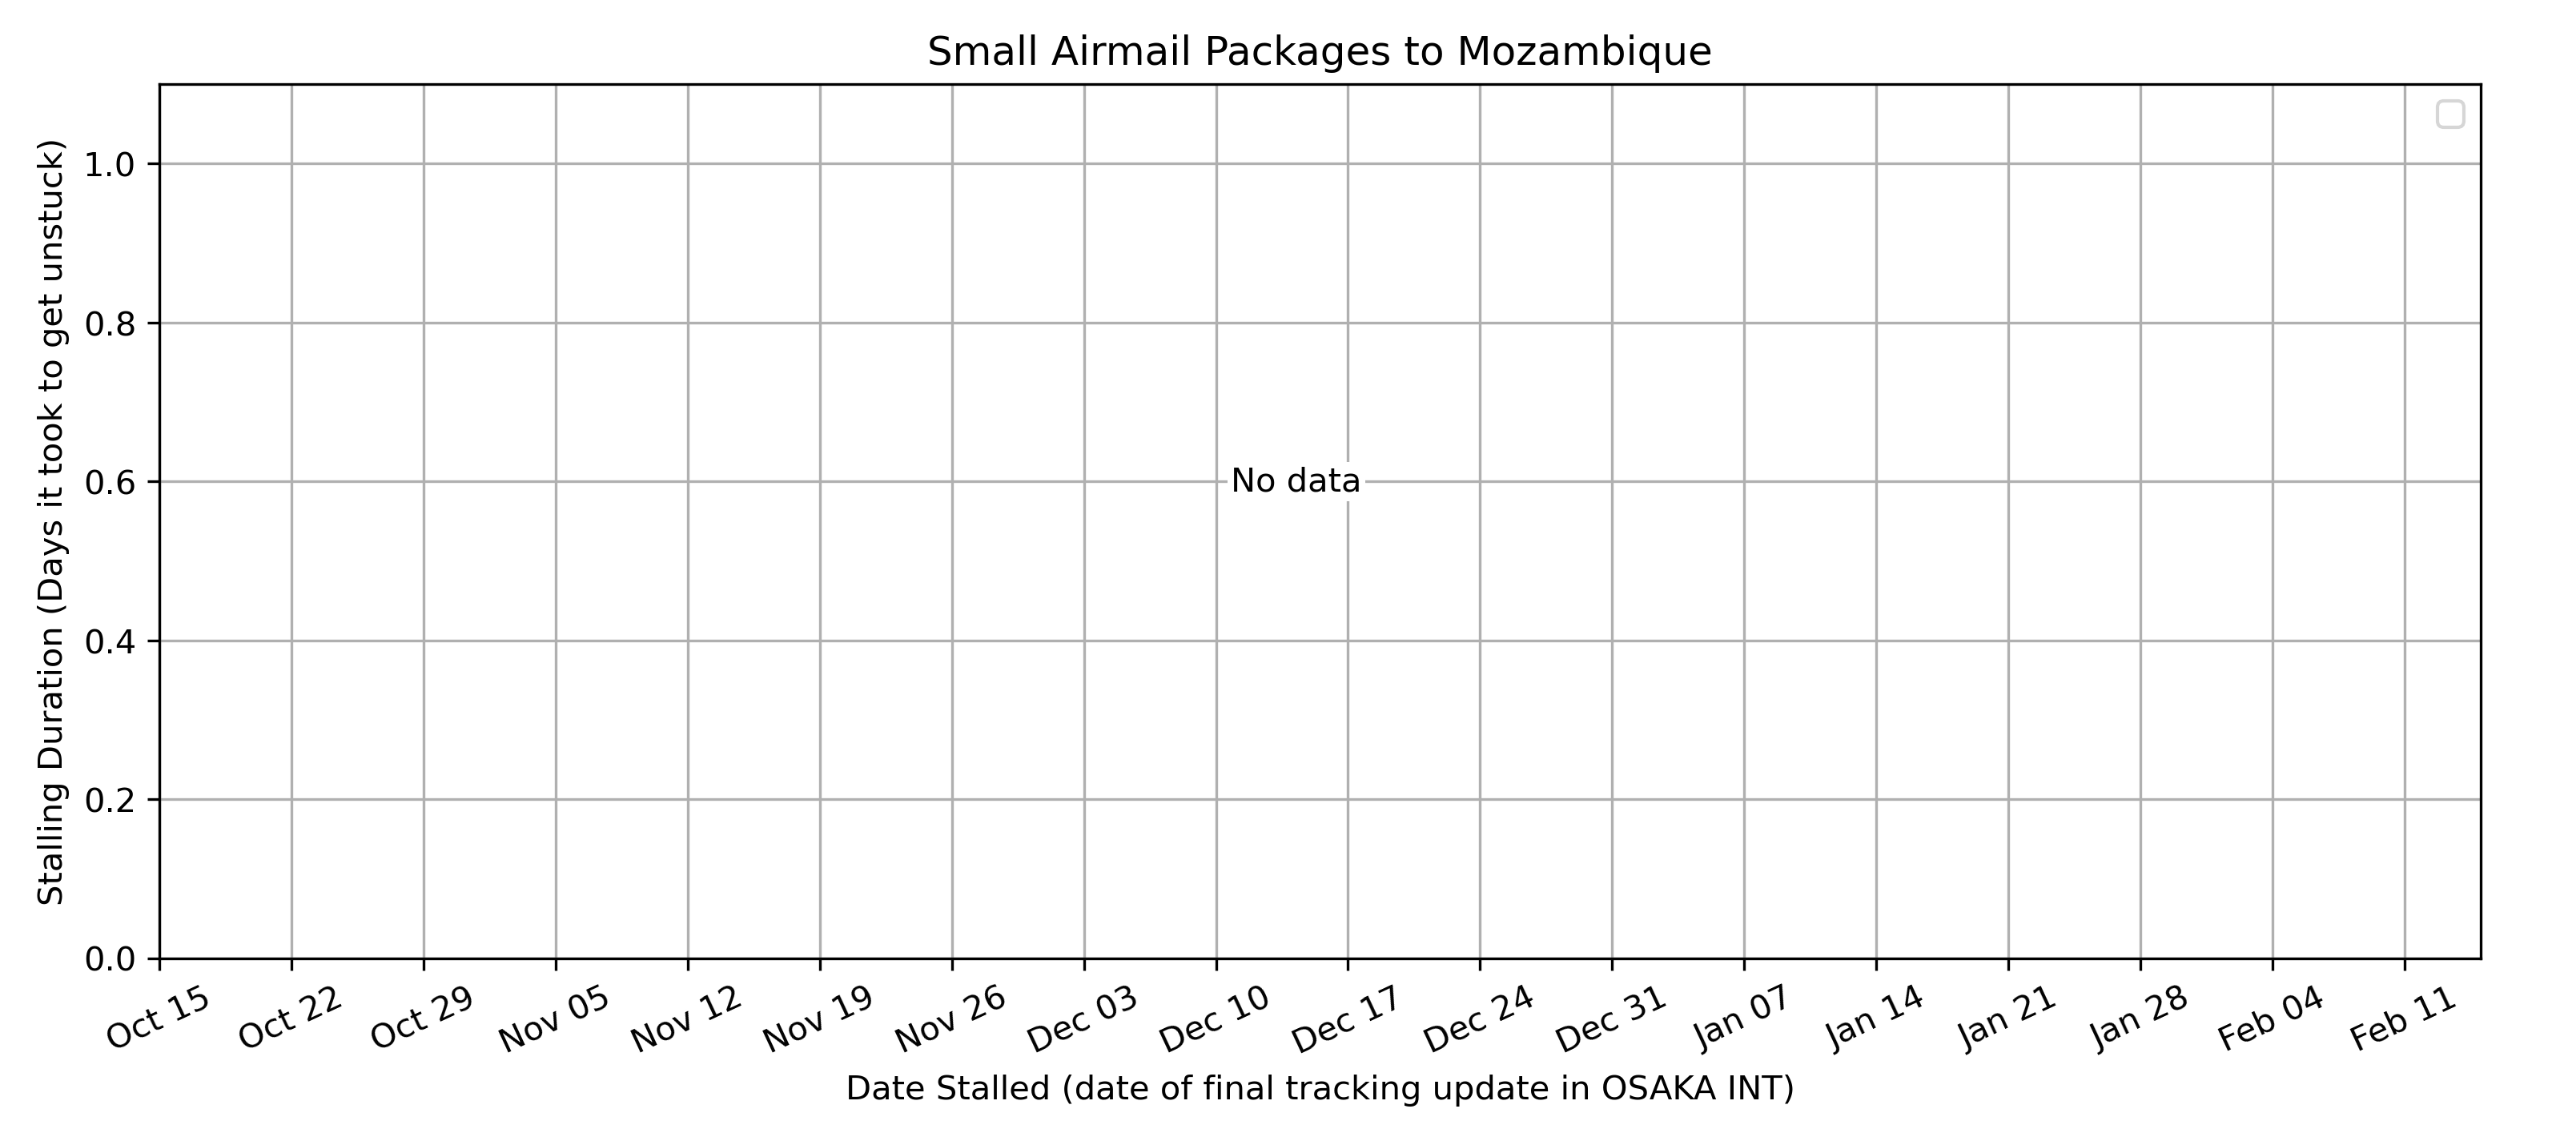 Small Airmail Packages to Mozambique
Stalling Duration (Days it took to get unstuck)
1.0
0.8
0.6
0.4
0.2
0.0
No data
Oct 15
Oct 22
Oct 29
Nov 05
Nov 12
Nov 19
Nov 26
Dec 03
Dec 10
Dec 17
Dec 24
Dec 31
Jan 07
Jan 14
Jan 21
Jan 28
Feb 04
Feb 11
Date Stalled (date of final tracking update in OSAKA INT)